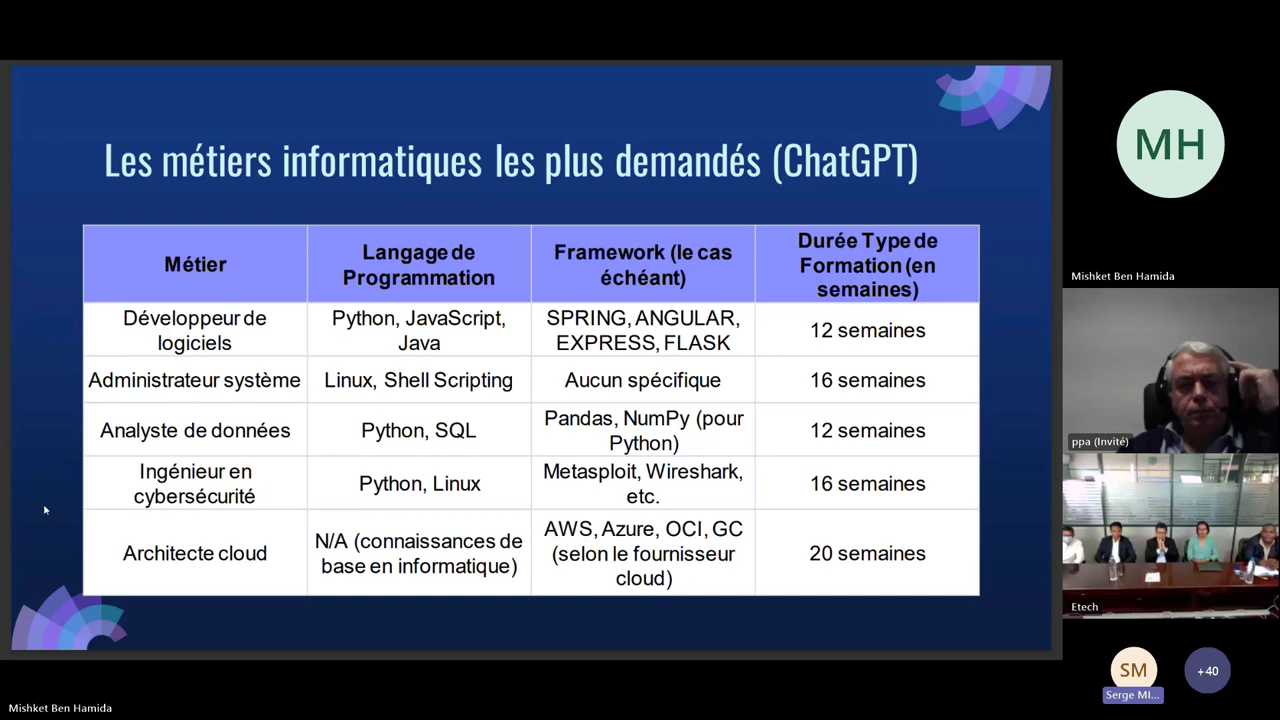 Les métiers informatiques les plus demandés (ChatGPT)
Métier
Langage de
Programmation
Framework (le cas
échéant)
Durée Type de
Formation (en
semaines)
Développeur de
logiciels
Python, JavaScript,
Java
SPRING, ANGULAR,
EXPRESS, FLASK
12 semaines
Administrateur système
Linux, Shell Scripting
Aucun spécifique
16 semaines
Analyste de données
Python, SQL
Pandas, NumPy (pour
Python)
12 semaines
Ingénieur en
cybersécurité
Python, Linux
Metasploit, Wireshark,
etc.
16 semaines
Architecte cloud
N/A (connaissances de
base en informatique)
AWS, Azure, OCI, GC
(selon le fournisseur
cloud)
20 semaines
MH
Mishket Ben Hamida
ppa (Invité)
Etech
SM
Serge MI...
+40
Mishket Ben Hamida